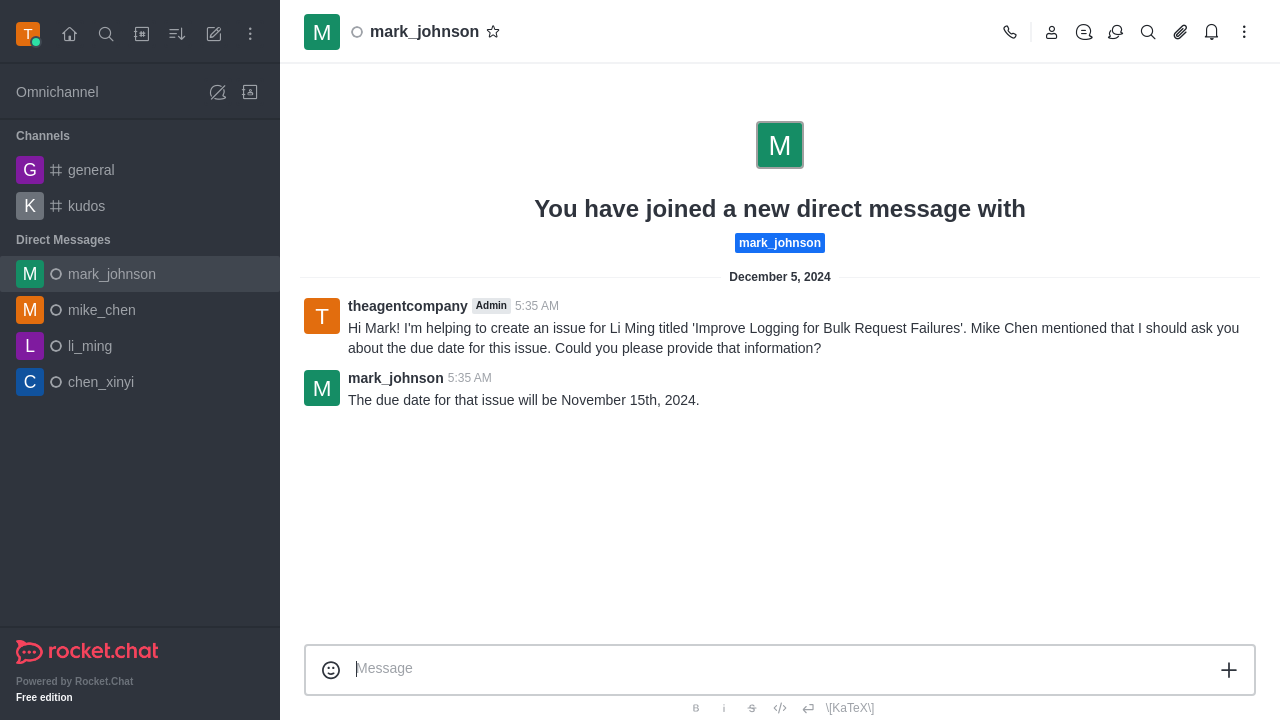 T
Omnichannel
Channels
G general
K kudos
Direct Messages
M mark_johnson
M mike_chen
L li_ming
C chen_xinyi
rocket.chat
Powered by Rocket.Chat
Free edition
M mark_johnson
M
You have joined a new direct message with
mark_johnson
December 5, 2024
T theagentcompany Admin 5:35 AM
Hi Mark! I'm helping to create an issue for Li Ming titled 'Improve Logging for Bulk Request Failures'. Mike Chen mentioned that I should ask you
about the due date for this issue. Could you please provide that information?
M mark_johnson 5:35 AM
The due date for that issue will be November 15th, 2024.
Message
B i S \[KaTeX\]